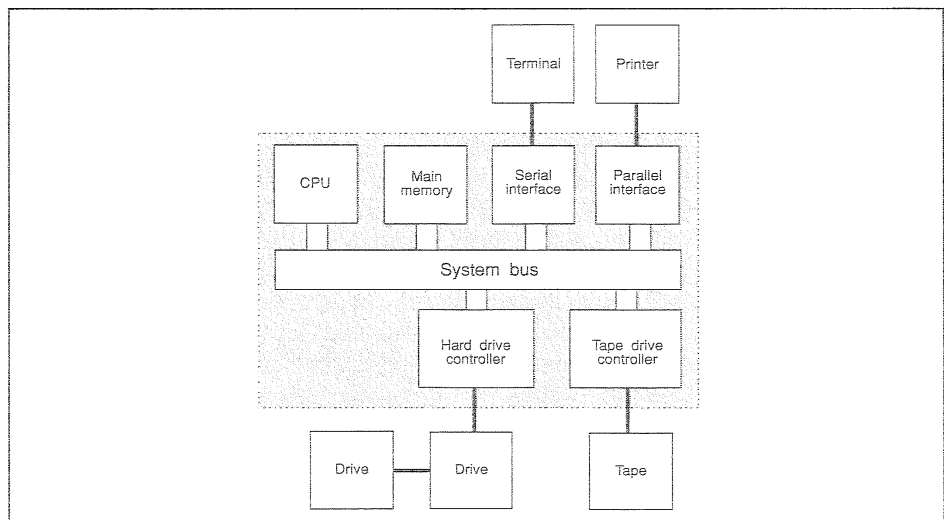 Terminal
Printer
CPU
Main
memory
Serial
interface
Parallel
interface
System bus
Hard drive
controller
Tape drive
controller
Drive
Drive
Tape